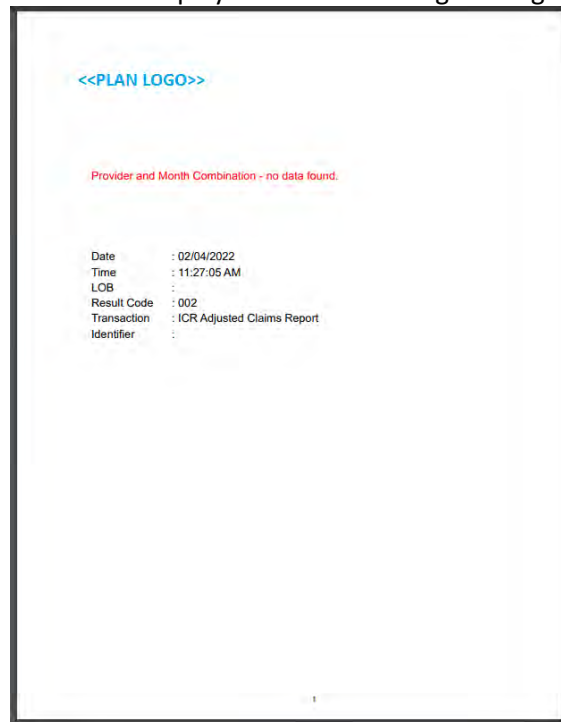 <<PLAN LOGO>>
Provider and Month Combination - no data found.
Date : 02/04/2022
Time : 11:27:05 AM
LOB :
Result Code : 002
Transaction : ICR Adjusted Claims Report
Identifier :
1